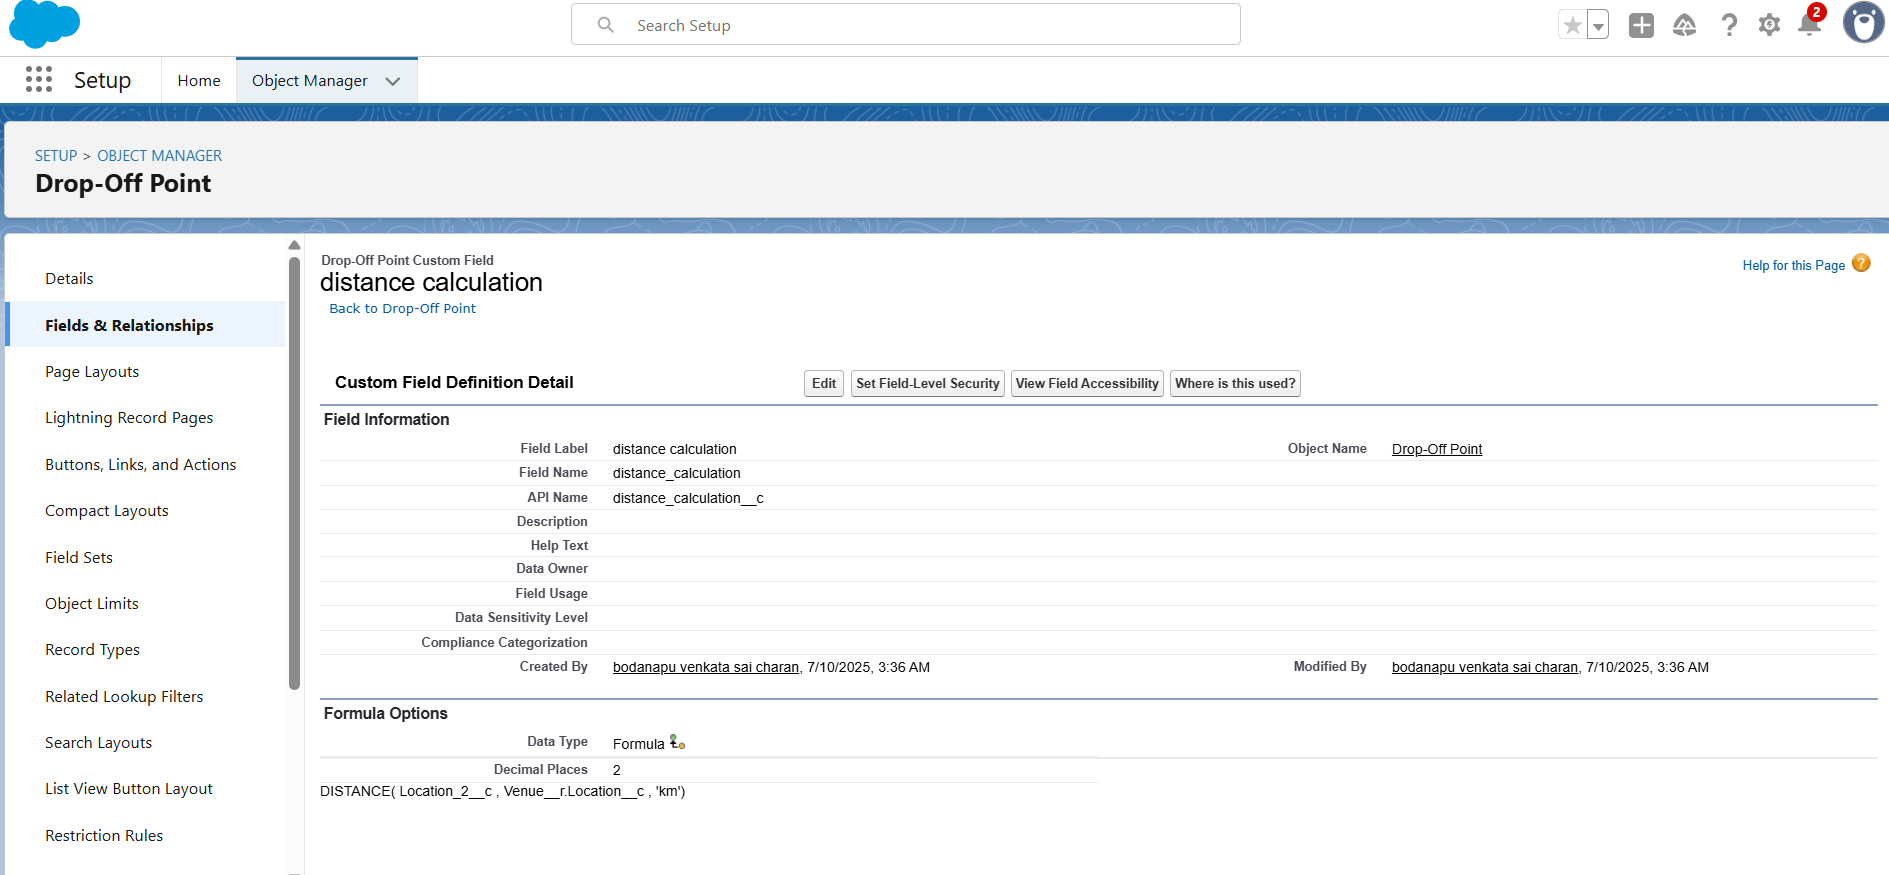 Search Setup
2
Setup
Home
Object Manager
SETUP > OBJECT MANAGER
Drop-Off Point
Details
Fields & Relationships
Page Layouts
Lightning Record Pages
Buttons, Links, and Actions
Compact Layouts
Field Sets
Object Limits
Record Types
Related Lookup Filters
Search Layouts
List View Button Layout
Restriction Rules
Drop-Off Point Custom Field
distance calculation
Back to Drop-Off Point
Help for this Page ?
Custom Field Definition Detail
Edit Set Field-Level Security View Field Accessibility Where is this used?
Field Information
Field Label distance calculation Object Name Drop-Off Point
Field Name distance_calculation
API Name distance_calculation__c
Description
Help Text
Data Owner
Field Usage
Data Sensitivity Level
Compliance Categorization
Created By bodanapu venkata sai charan, 7/10/2025, 3:36 AM Modified By bodanapu venkata sai charan, 7/10/2025, 3:36 AM
Formula Options
Data Type Formula
Decimal Places 2
DISTANCE( Location_2__c , Venue__r.Location__c , 'km')